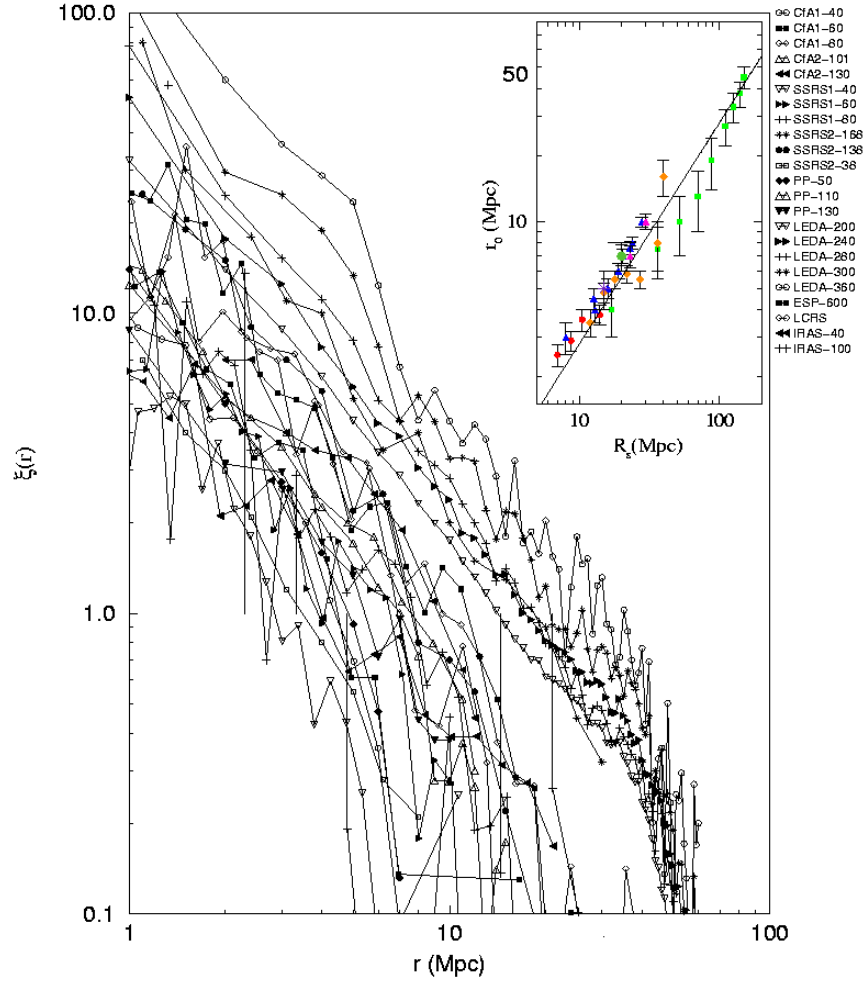 100.0
10.0
1.0
0.1
ξ(r)
1
10
100
r (Mpc)
50
10
r₀ (Mpc)
10
100
Rₛ(Mpc)
CfA1-40
CfA1-60
CfA1-80
CfA2-101
CfA2-130
SSRS1-40
SSRS1-60
SSRS1-80
SSRS2-168
SSRS2-138
SSRS2-38
PP-50
PP-110
PP-130
LEDA-200
LEDA-240
LEDA-280
LEDA-300
LEDA-360
ESP-600
LCRS
IRAS-40
IRAS-100